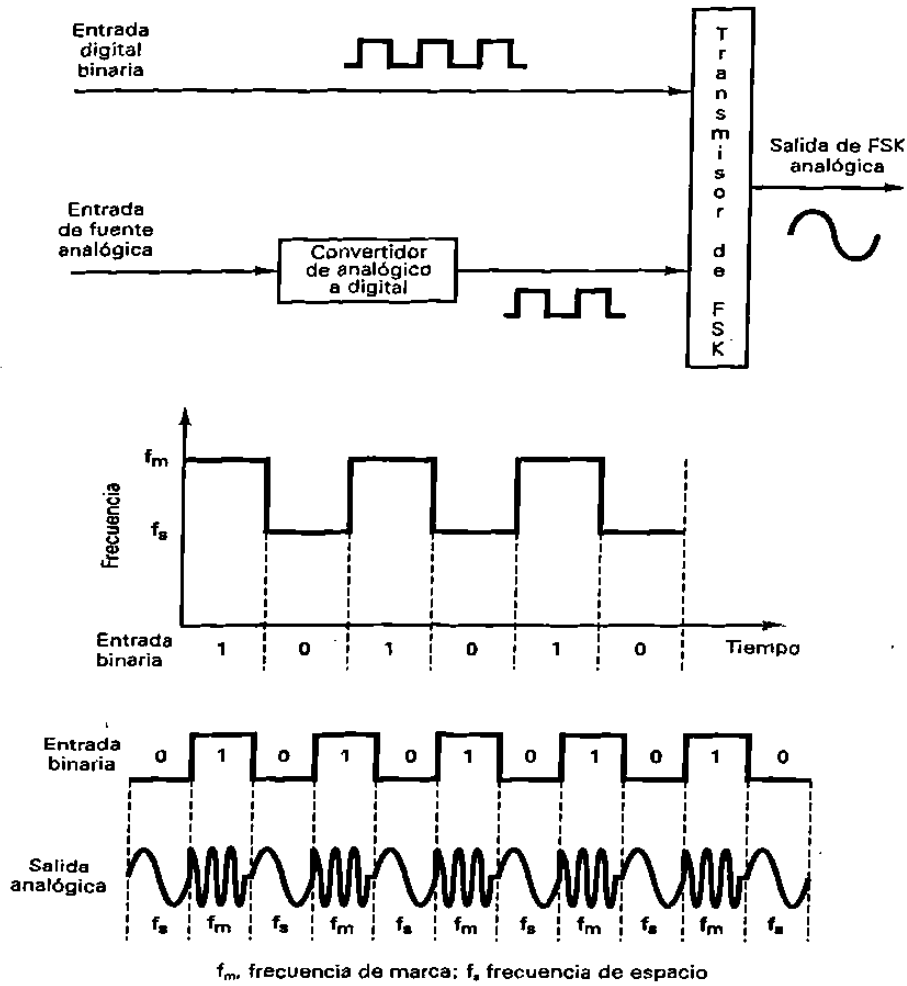 Entrada
digital
binaria
Transmisor de FSK
Salida de FSK
analógica
Entrada
de fuente
analógica
Convertidor
de analógico
a digital
Frecuencia
fm
fs
Entrada
binaria
1 0 1 0 1 0
Tiempo
Entrada
binaria
0 1 0 1 0 1 0 1 0 1 0
Salida
analógica
fs fm fs fm fs fm fs fm fs fm fs
fm, frecuencia de marca; fs frecuencia de espacio